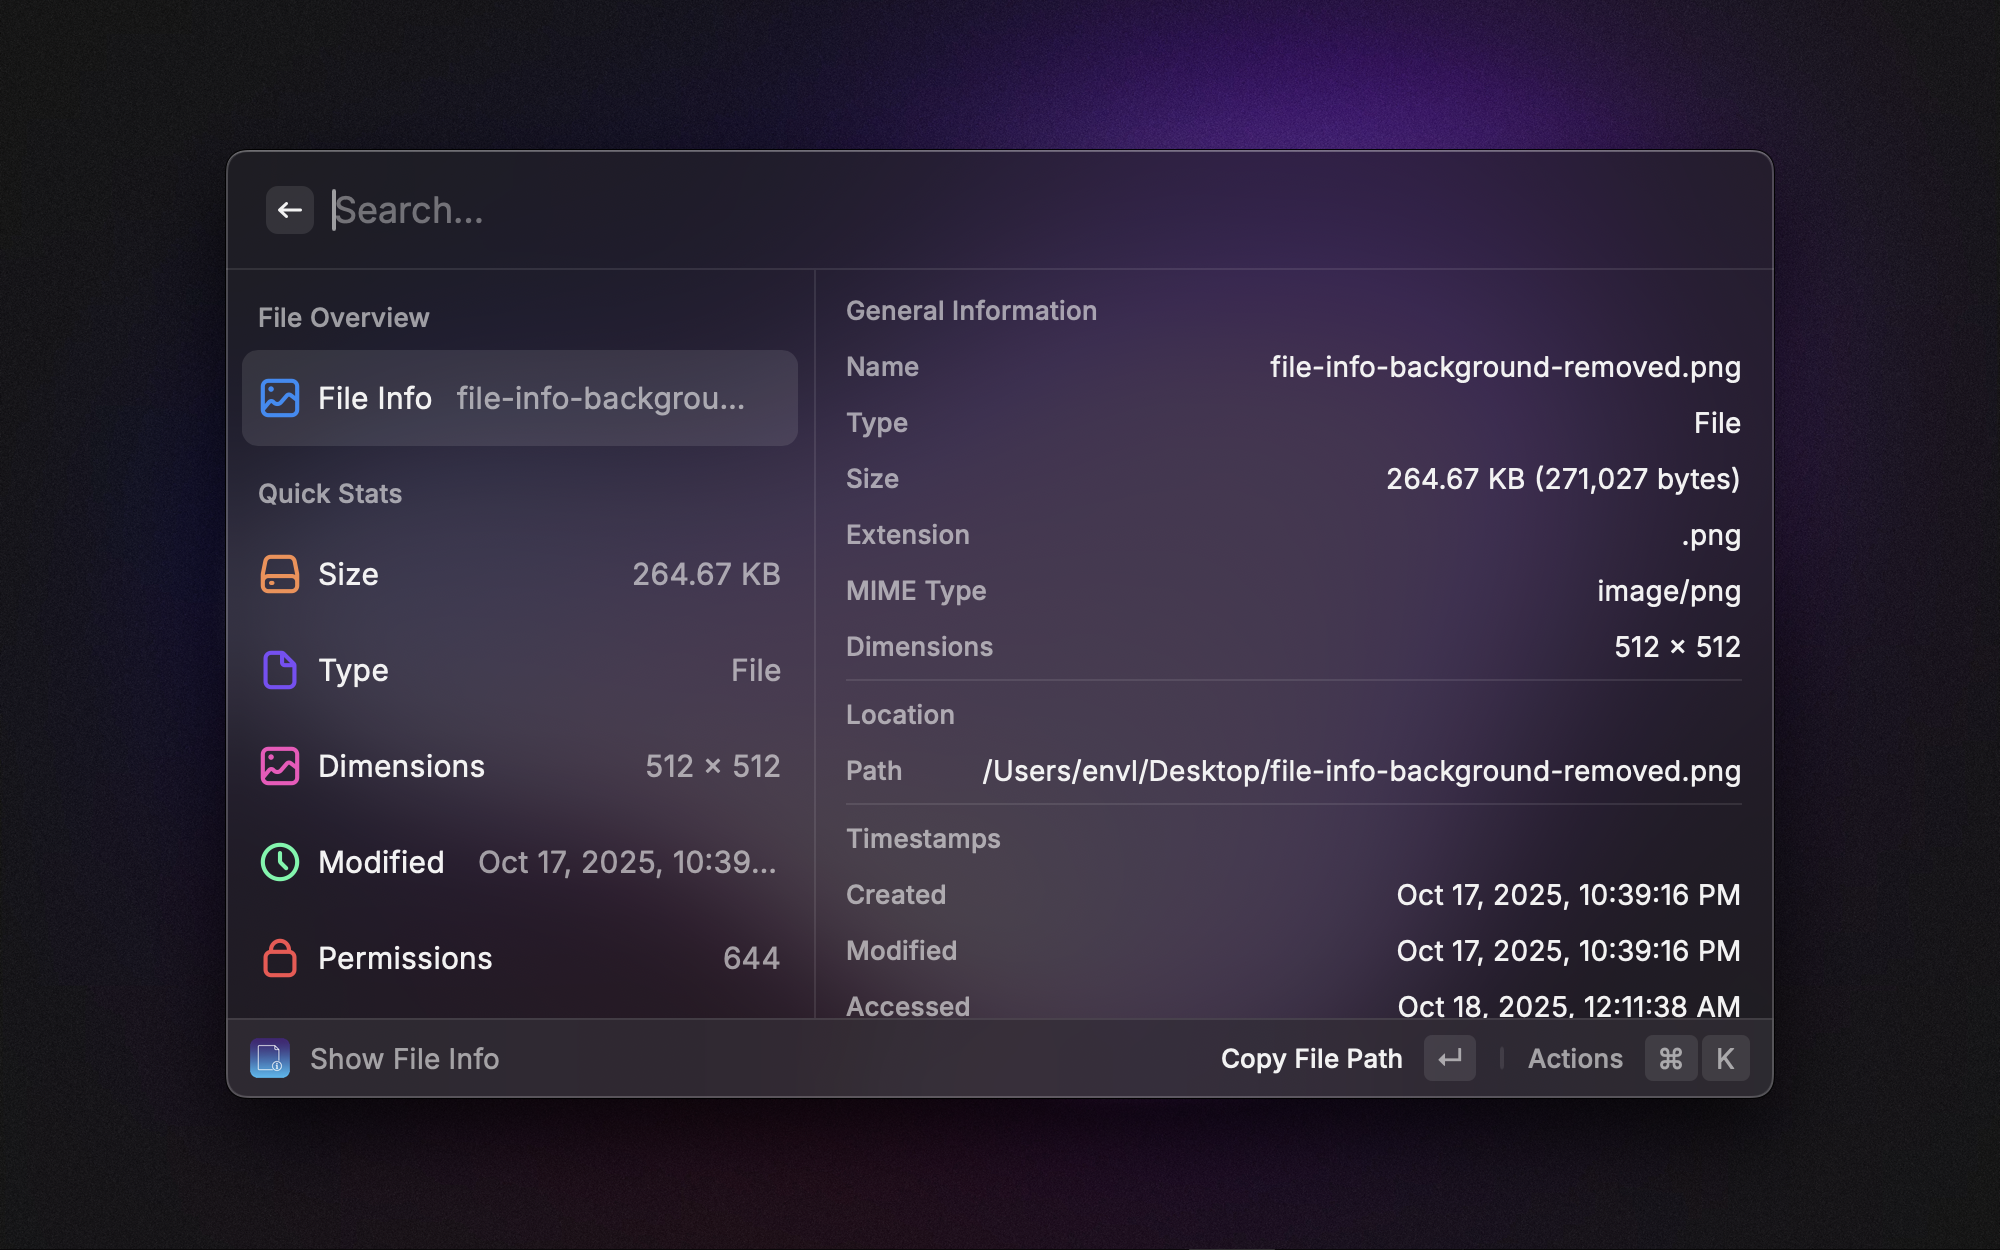 Search...
File Overview
File Info file-info-backgrou...
Quick Stats
Size 264.67 KB
Type File
Dimensions 512 × 512
Modified Oct 17, 2025, 10:39...
Permissions 644
General Information
Name file-info-background-removed.png
Type File
Size 264.67 KB (271,027 bytes)
Extension .png
MIME Type image/png
Dimensions 512 × 512
Location
Path /Users/envl/Desktop/file-info-background-removed.png
Timestamps
Created Oct 17, 2025, 10:39:16 PM
Modified Oct 17, 2025, 10:39:16 PM
Accessed Oct 18, 2025, 12:11:38 AM
Show File Info Copy File Path ↵ Actions ⌘ K